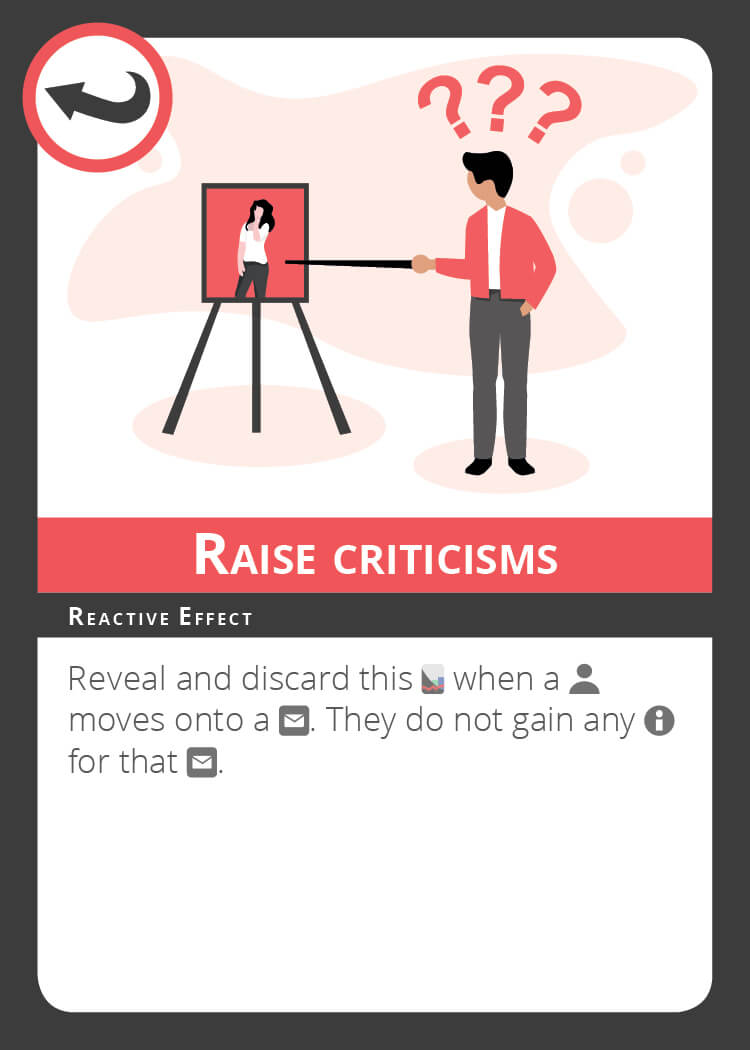 ???
Raise criticisms
Reactive Effect
Reveal and discard this when a
moves onto a . They do not gain any
for that .